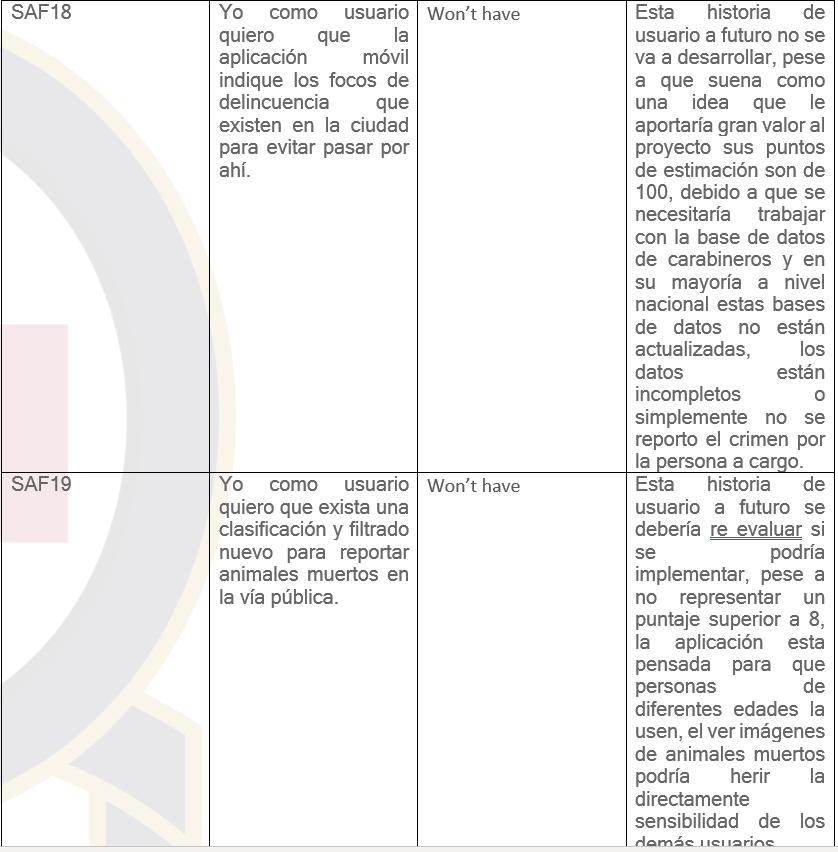 SAF18
Yo como usuario
quiero que la
aplicación móvil
indique los focos de
delincuencia que
existen en la ciudad
para evitar pasar por
ahí.
Won't have
Esta historia de
usuario a futuro no se
va a desarrollar, pese
a que suena como
una idea que le
aportaría gran valor al
proyecto sus puntos
de estimación son de
100, debido a que se
necesitaría trabajar
con la base de datos
de carabineros y en
su mayoría a nivel
nacional estas bases
de datos no están
actualizadas, los
datos están
incompletos o
simplemente no se
reporto el crimen por
la persona a cargo.
SAF19
Yo como usuario
quiero que exista una
clasificación y filtrado
nuevo para reportar
animales muertos en
la vía pública.
Won't have
Esta historia de
usuario a futuro se
debería re evaluar si
se podría
implementar, pese a
no representar un
puntaje superior a 8,
la aplicación esta
pensada para que
personas de
diferentes edades la
usen, el ver imágenes
de animales muertos
podría herir la
directamente
sensibilidad de los
demás usuarios